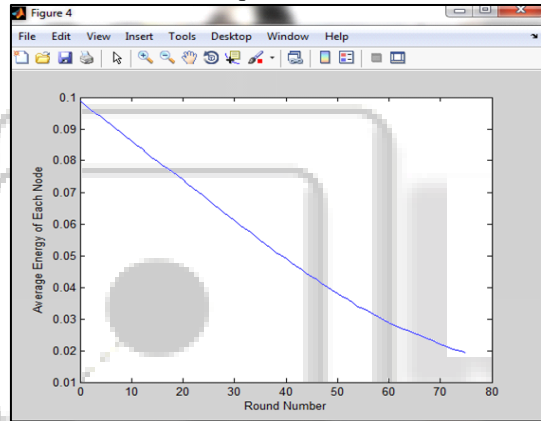 Figure 4
File Edit View Insert Tools Desktop Window Help
0.1
0.09
0.08
0.07
0.06
0.05
0.04
0.03
0.02
0.01
Average Energy of Each Node
0 10 20 30 40 50 60 70 80
Round Number